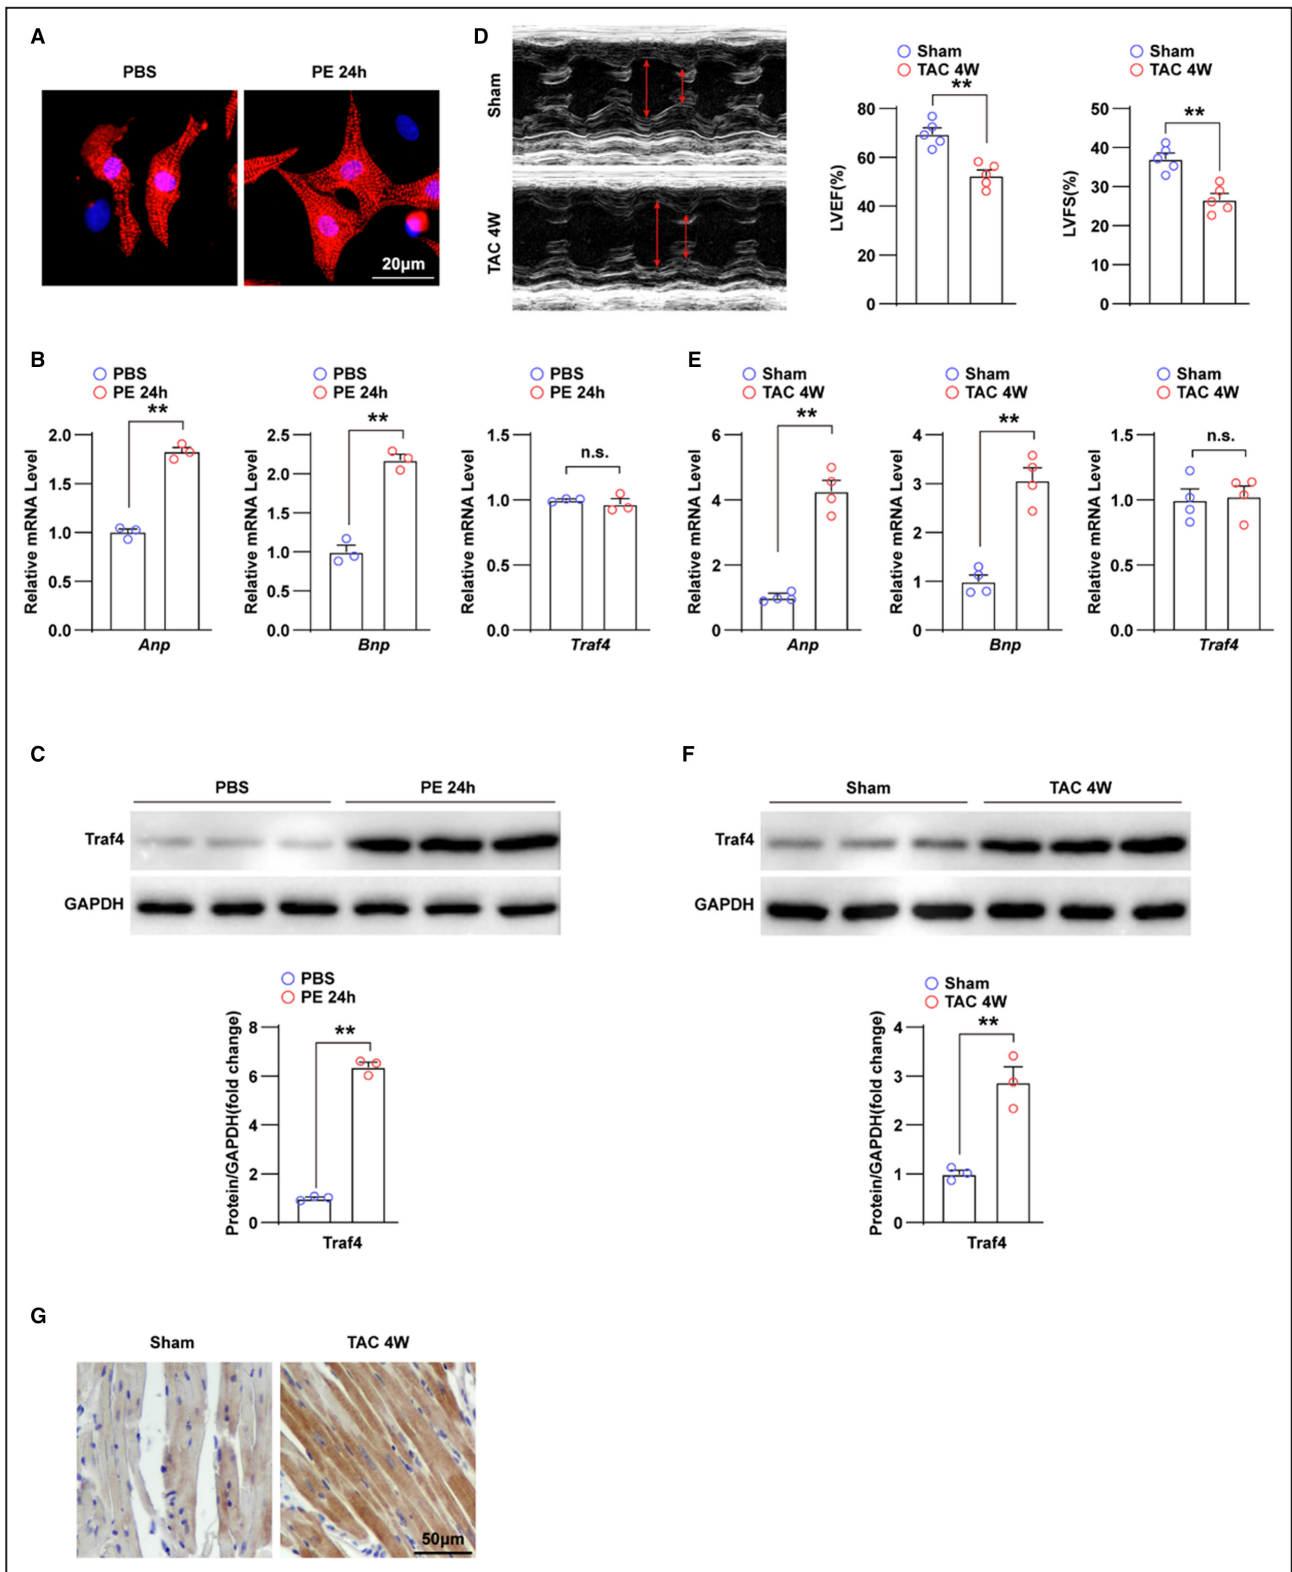 A
PBS
PE 24h
20μm
D
Sham
TAC 4W
Sham
TAC 4W
**
LVEF(%)
80
60
40
20
0
Sham
TAC 4W
**
LVFS(%)
50
40
30
20
10
0
B
PBS
PE 24h
**
Relative mRNA Level
2.0
1.5
1.0
0.5
0.0
Anp
PBS
PE 24h
**
Relative mRNA Level
2.5
2.0
1.5
1.0
0.5
0.0
Bnp
PBS
PE 24h
n.s.
Relative mRNA Level
1.5
1.0
0.5
0.0
Traf4
E
Sham
TAC 4W
**
Relative mRNA Level
6
4
2
0
Anp
Sham
TAC 4W
**
Relative mRNA Level
4
3
2
1
0
Bnp
Sham
TAC 4W
n.s.
Relative mRNA Level
1.5
1.0
0.5
0.0
Traf4
C
PBS
PE 24h
Traf4
GAPDH
PBS
PE 24h
**
Protein/GAPDH(fold change)
8
6
4
2
0
Traf4
F
Sham
TAC 4W
Traf4
GAPDH
Sham
TAC 4W
**
Protein/GAPDH(fold change)
4
3
2
1
0
Traf4
G
Sham
TAC 4W
50μm